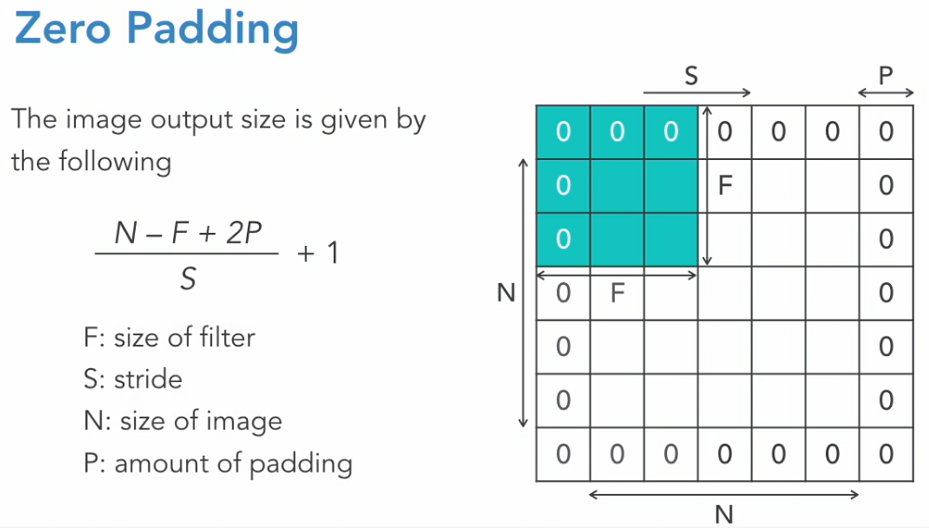 Zero Padding
The image output size is given by
the following
N – F + 2P
S
+ 1
F: size of filter
S: stride
N: size of image
P: amount of padding
S
P
0 0 0 0 0 0 0
0 F 0
0 0
N 0 F 0
0 0
0 0
0 0 0 0 0 0 0
N